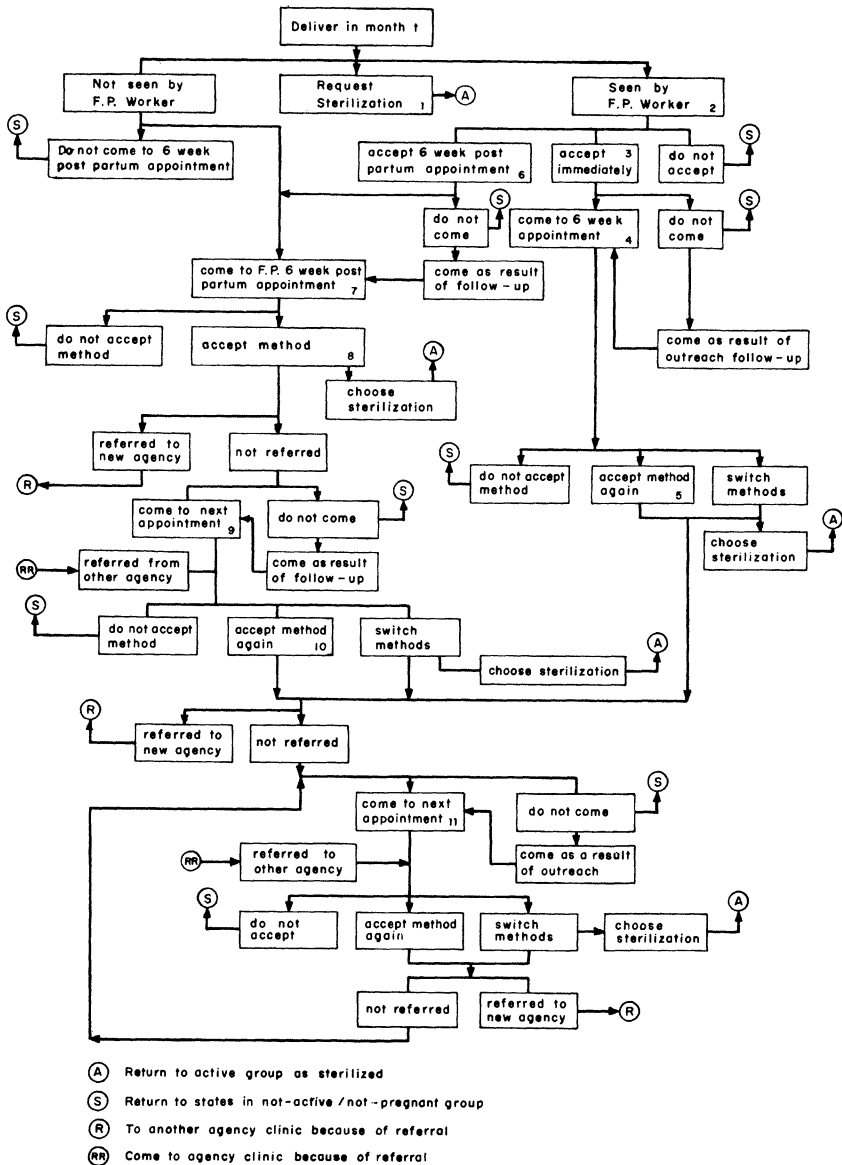 Deliver in month t
Not seen by
F.P. Worker
Request
Sterilization 1
A
Seen by
F.P. Worker 2
S
Do not come to 6 week
post partum appointment
accept 6 week post
partum appointment 6
accept 3
immediately
do not
accept
S
do not
come
S
come to 6 week
appointment 4
do not
come
S
come to F.P. 6 week post
partum appointment 7
come as result
of follow-up
S
do not accept
method
accept method
8
A
choose
sterilization
come as result of
outreach follow-up
referred to
new agency
not referred
R
S
do not accept
method
accept method
again 5
switch
methods
come to next
appointment 9
do not come
S
A
choose
sterilization
RR
referred from
other agency
come as result
of follow-up
S
do not accept
method
accept method
again 10
switch
methods
A
choose sterilization
R
referred to
new agency
not referred
come to next
appointment 11
do not come
S
RR
referred to
other agency
come as a result
of outreach
S
do not
accept
accept method
again
switch
methods
choose
sterilization
A
not referred
referred to
new agency
R
A Return to active group as sterilized
S Return to states in not-active/not-pregnant group
R To another agency clinic because of referral
RR Come to agency clinic because of referral